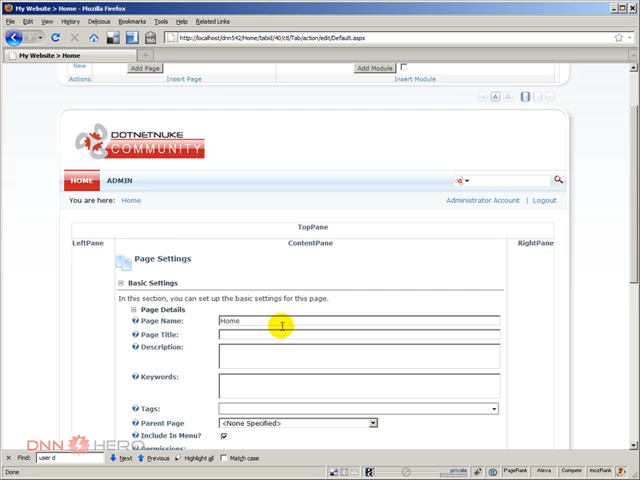 My Website > Home - Mozilla Firefox
File Edit View History Delicious Bookmarks Tools Help Related Links
http://localhost/dnn542/Home/tabid/40/ctl/Tab/action/edit/Default.aspx
My Website > Home
New Add Page Add Module
Actions Insert Page Insert Module
DOTNETNUKE
COMMUNITY
HOME ADMIN
You are here: Home Administrator Account | Logout
TopPane
LeftPane ContentPane RightPane
Page Settings
Basic Settings
In this section, you can set up the basic settings for this page.
Page Details
Page Name: Home
Page Title:
Description:
Keywords:
Tags:
Parent Page <None Specified>
Include In Menu?
Permissions:
DNN HERO
Find: user d Next Previous Highlight all Match case
Done private PageRank Alexa Compete mozRank